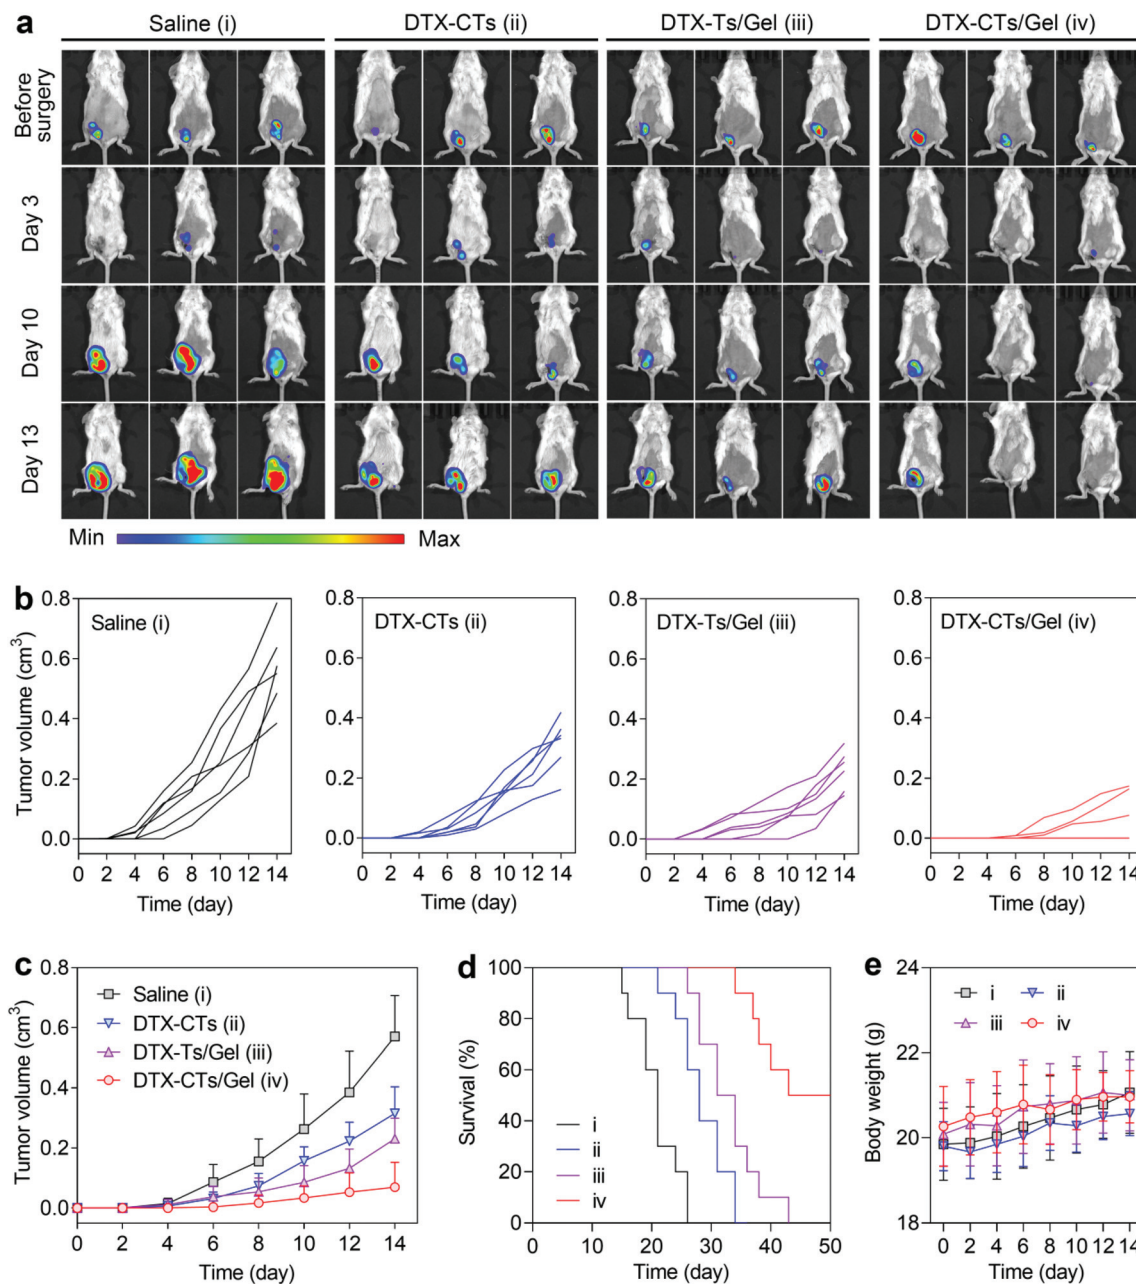 a
Saline (i) DTX-CTs (ii) DTX-Ts/Gel (iii) DTX-CTs/Gel (iv)
Before
surgery
Day 3
Day 10
Day 13
Min Max
b
Tumor volume (cm³)
0.8
0.6
0.4
0.2
0.0
Saline (i)
0 2 4 6 8 10 12 14
Time (day)
0.8
0.6
0.4
0.2
0.0
DTX-CTs (ii)
0 2 4 6 8 10 12 14
Time (day)
0.8
0.6
0.4
0.2
0.0
DTX-Ts/Gel (iii)
0 2 4 6 8 10 12 14
Time (day)
0.8
0.6
0.4
0.2
0.0
DTX-CTs/Gel (iv)
0 2 4 6 8 10 12 14
Time (day)
c
Tumor volume (cm³)
0.8
0.6
0.4
0.2
0.0
Saline (i)
DTX-CTs (ii)
DTX-Ts/Gel (iii)
DTX-CTs/Gel (iv)
0 2 4 6 8 10 12 14
Time (day)
d
Survival (%)
100
80
60
40
20
0
i
ii
iii
iv
0 10 20 30 40 50
Time (day)
e
Body weight (g)
24
22
20
18
i ii
iii iv
0 2 4 6 8 10 12 14
Time (day)